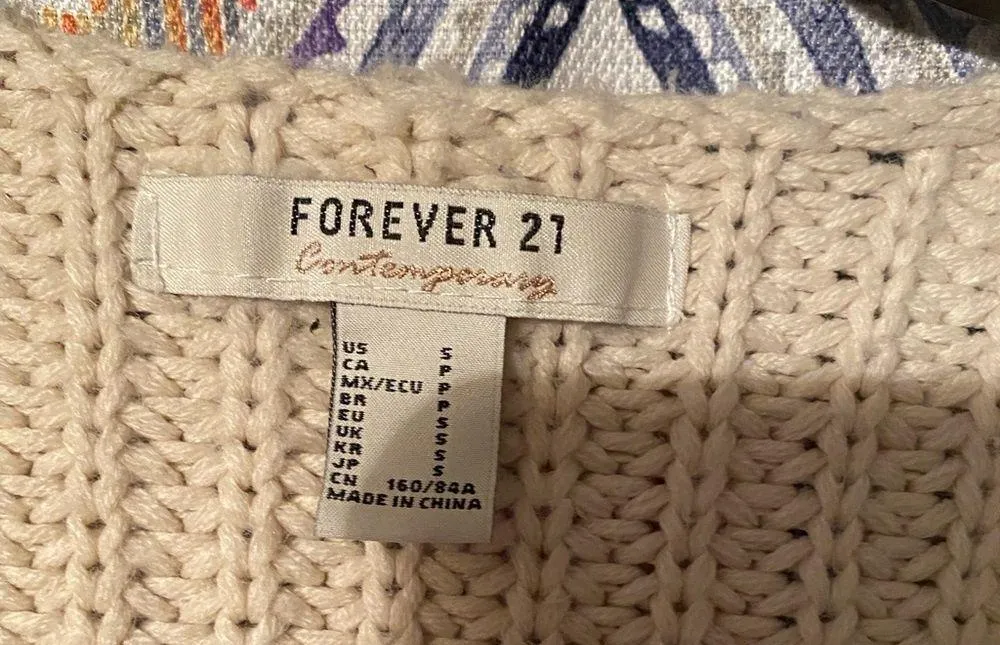 FOREVER 21
Contemporary
US S
CA P
MX/ECU P
BR P
EU S
UK S
KR S
JP S
CN 160/84A
MADE IN CHINA